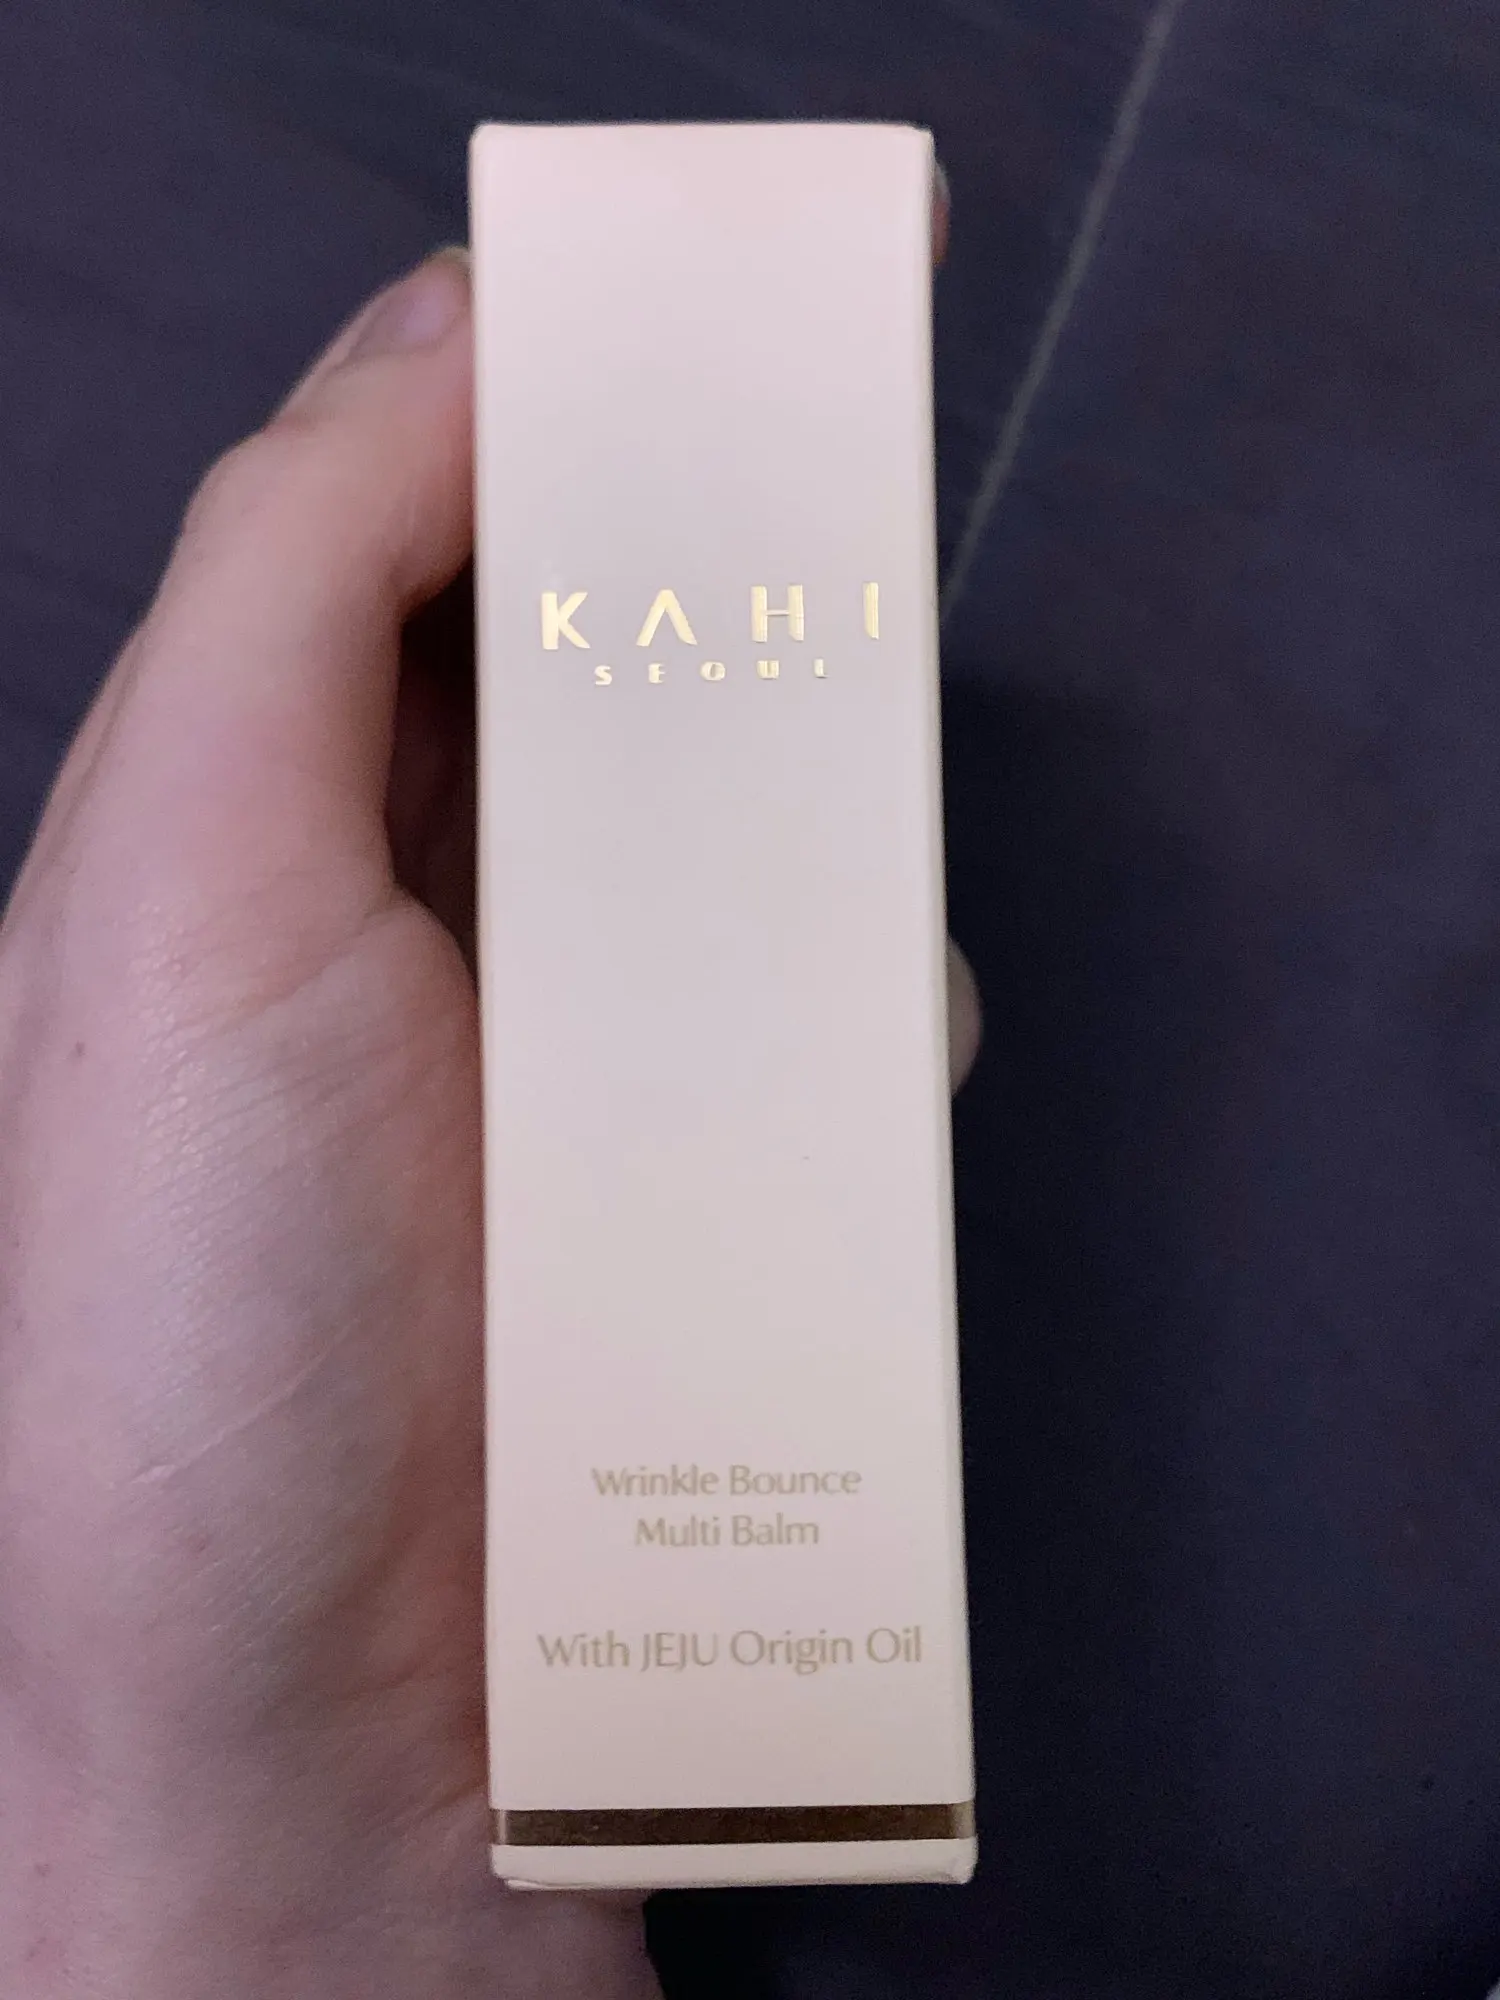 KAHI
SEOUL
Wrinkle Bounce
Multi Balm
With JEJU Origin Oil